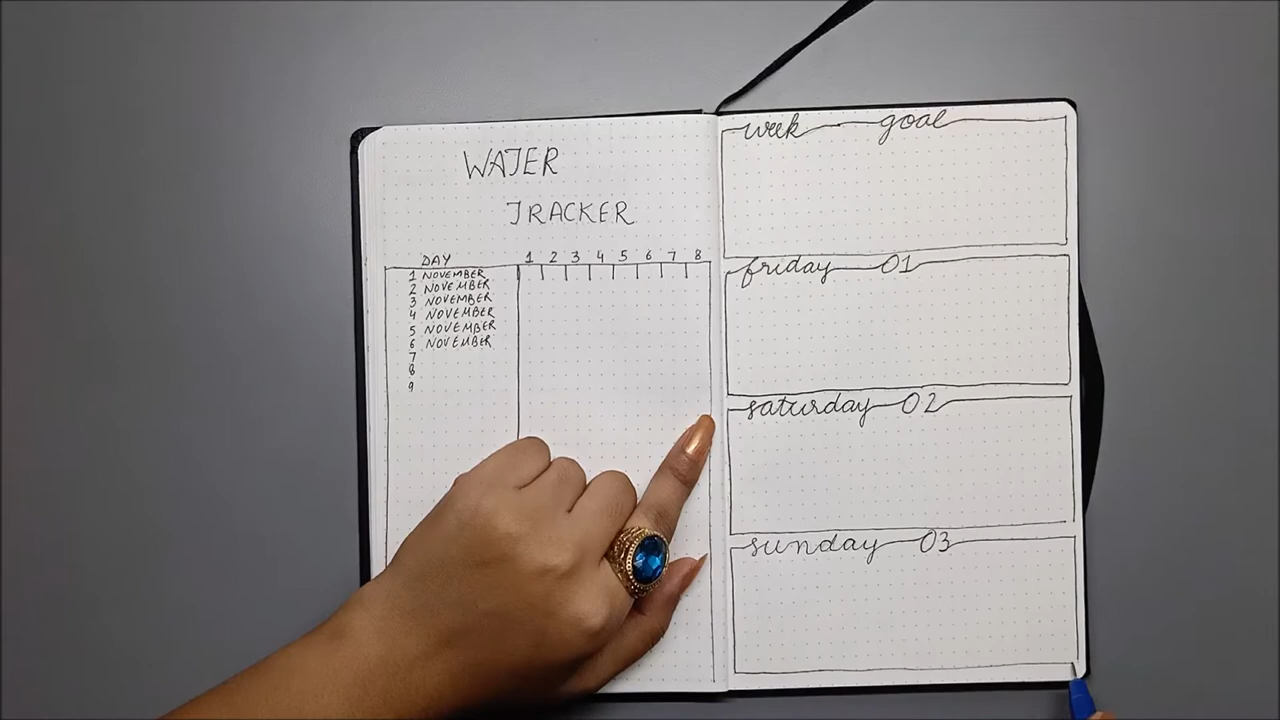 WATER
TRACKER
DAY 1 2 3 4 5 6 7 8
1 NOVEMBER
2 NOVEMBER
3 NOVEMBER
4 NOVEMBER
5 NOVEMBER
6 NOVEMBER
7
8
9
week goal
friday 01
saturday 02
sunday 03